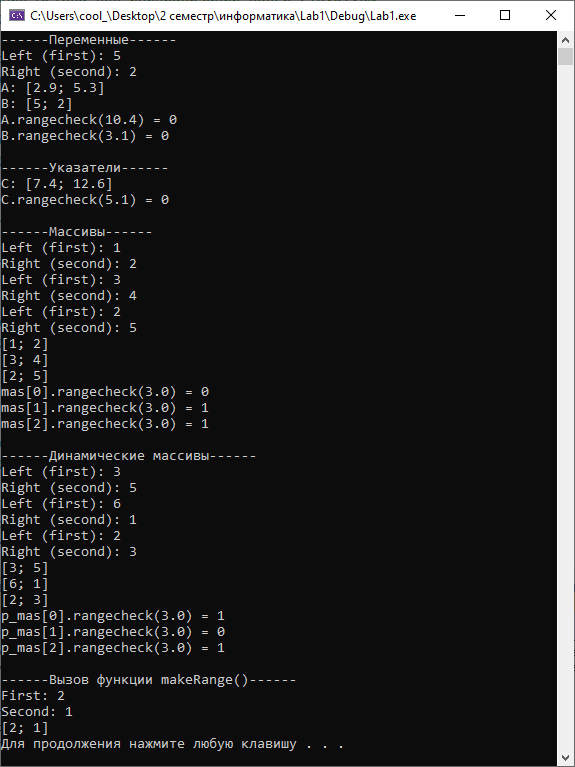 C:\Users\cool_\Desktop\2 семестр\информатика\Lab1\Debug\Lab1.exe
------Переменные------
Left (first): 5
Right (second): 2
A: [2.9; 5.3]
B: [5; 2]
A.rangecheck(10.4) = 0
B.rangecheck(3.1) = 0
------Указатели------
C: [7.4; 12.6]
C.rangecheck(5.1) = 0
------Массивы------
Left (first): 1
Right (second): 2
Left (first): 3
Right (second): 4
Left (first): 2
Right (second): 5
[1; 2]
[3; 4]
[2; 5]
mas[0].rangecheck(3.0) = 0
mas[1].rangecheck(3.0) = 1
mas[2].rangecheck(3.0) = 1
------Динамические массивы------
Left (first): 3
Right (second): 5
Left (first): 6
Right (second): 1
Left (first): 2
Right (second): 3
[3; 5]
[6; 1]
[2; 3]
p_mas[0].rangecheck(3.0) = 1
p_mas[1].rangecheck(3.0) = 0
p_mas[2].rangecheck(3.0) = 1
------Вызов функции makeRange()------
First: 2
Second: 1
[2; 1]
Для продолжения нажмите любую клавишу . . .